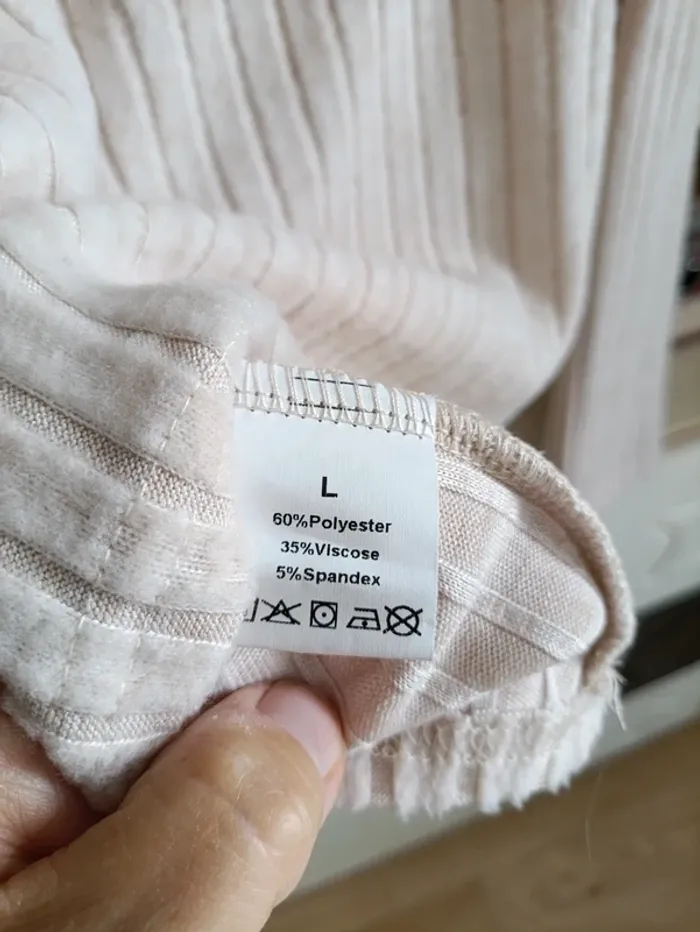 L
60%Polyester
35%Viscose
5%Spandex